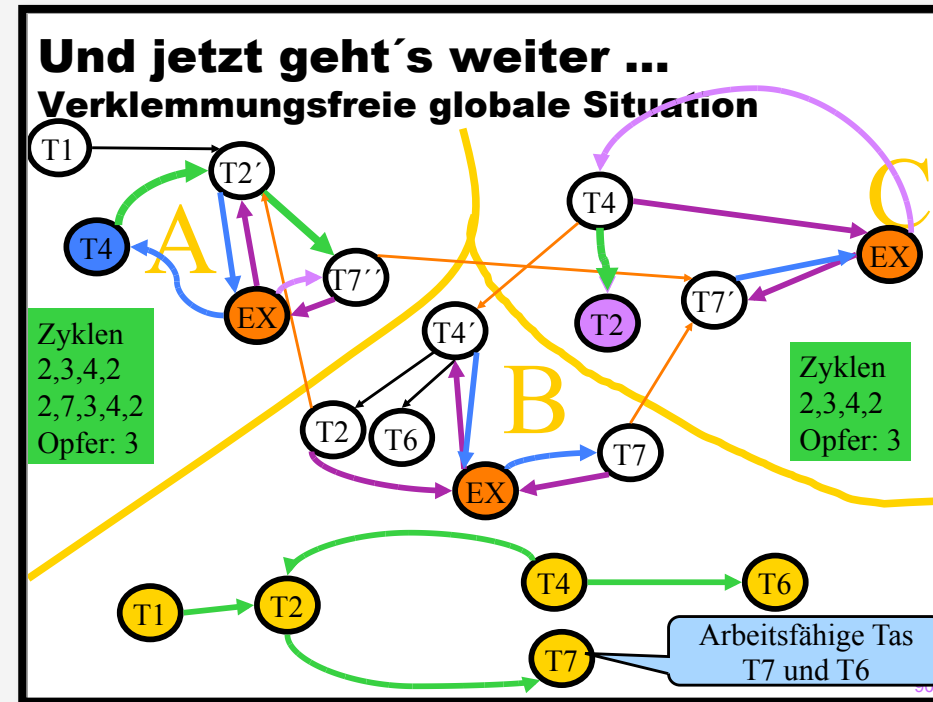 Und jetzt geht´s weiter ...
Verklemmungsfreie globale Situation
T1
T2´
T4
C
T4
A
EX
T7´´
T7´
EX
T2
T4´
Zyklen
2,3,4,2
2,7,3,4,2
Opfer: 3
B
Zyklen
2,3,4,2
Opfer: 3
T2
T6
T7
EX
T4
T6
T1
T2
T7
Arbeitsfähige Tas
T7 und T6